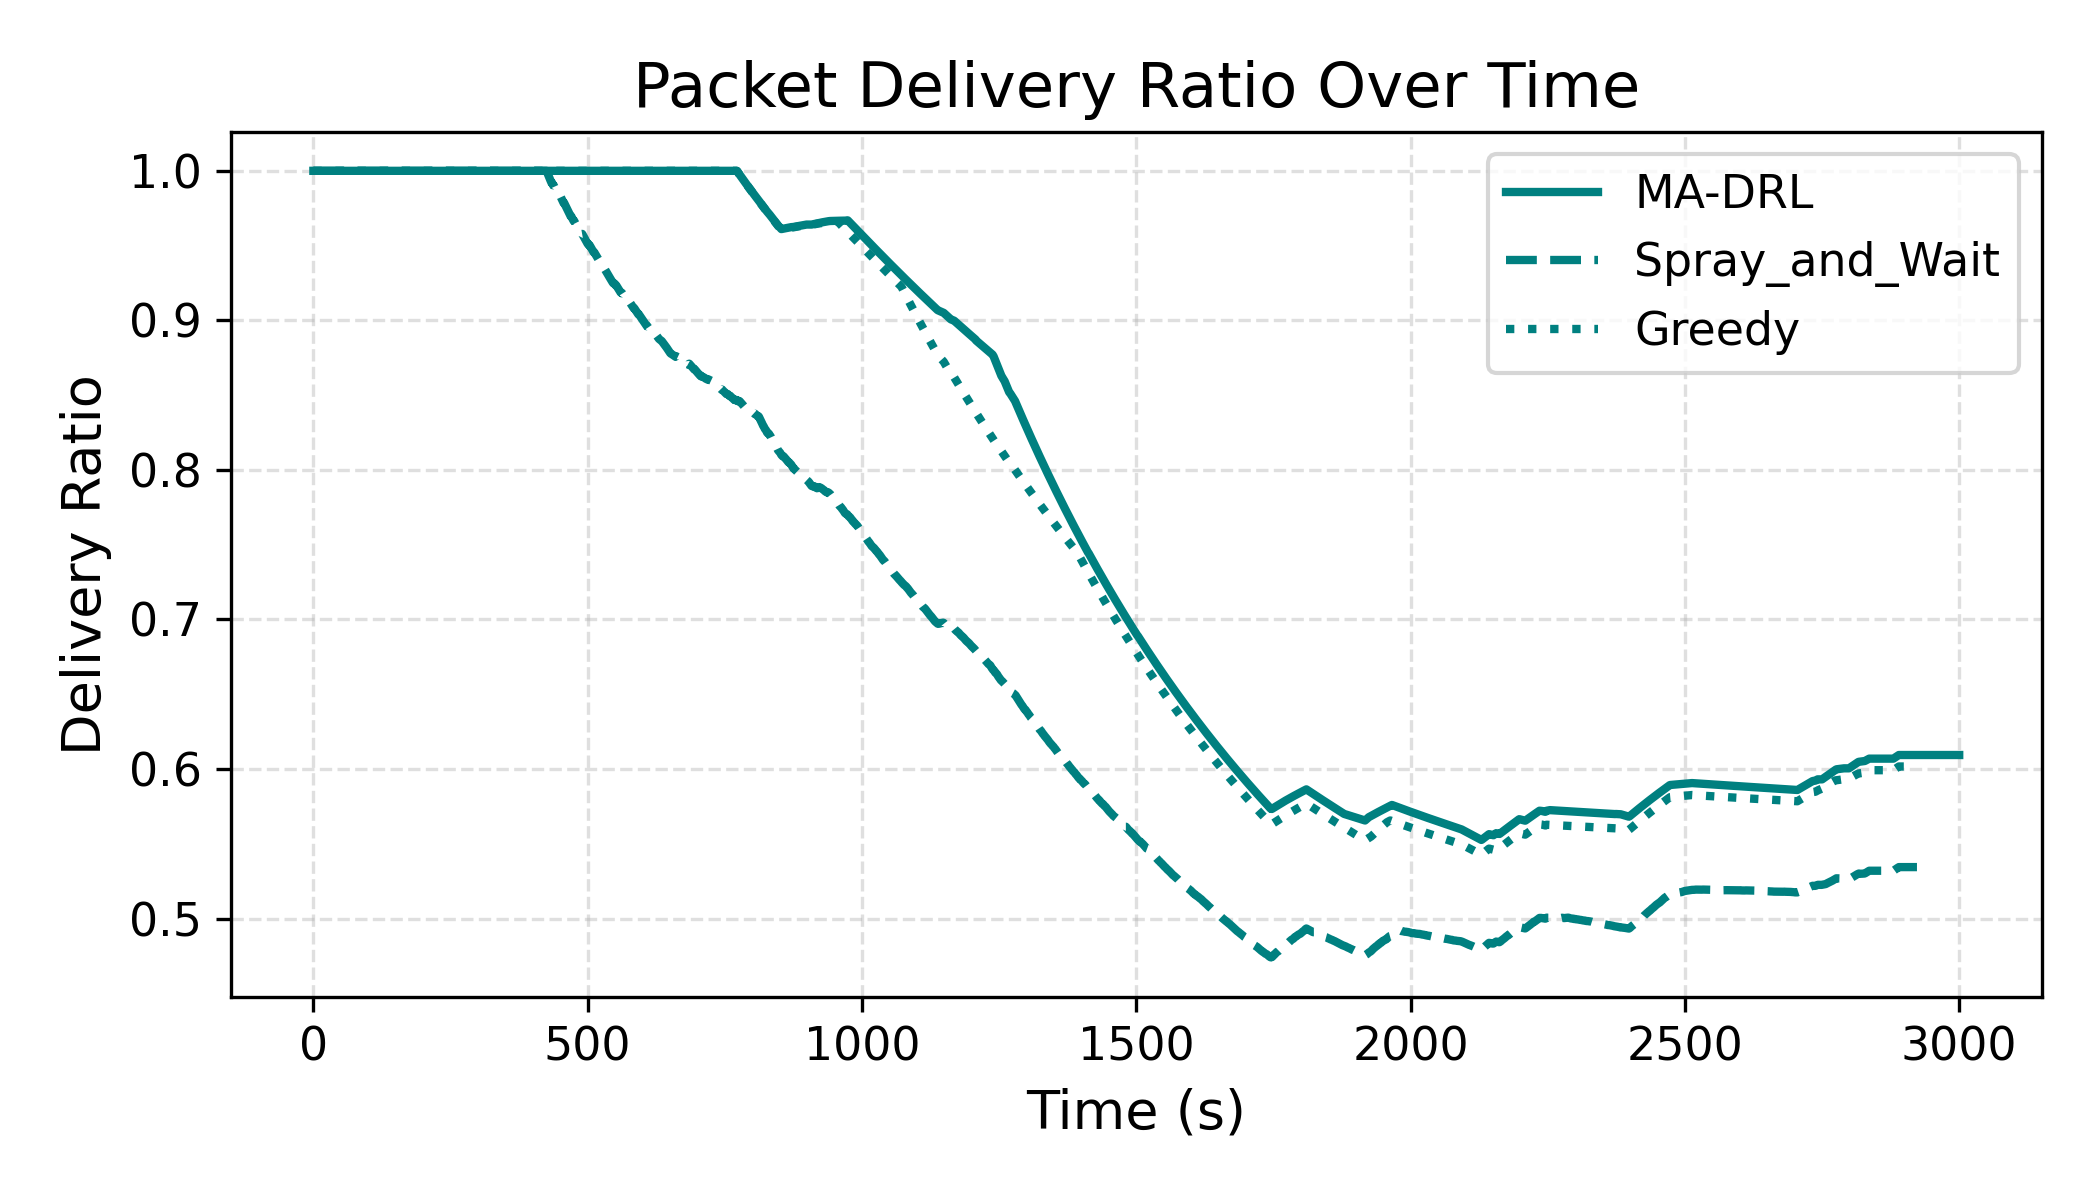 Packet Delivery Ratio Over Time
MA-DRL
Spray_and_Wait
Greedy
Delivery Ratio
1.0
0.9
0.8
0.7
0.6
0.5
0
500
1000
1500
2000
2500
3000
Time (s)